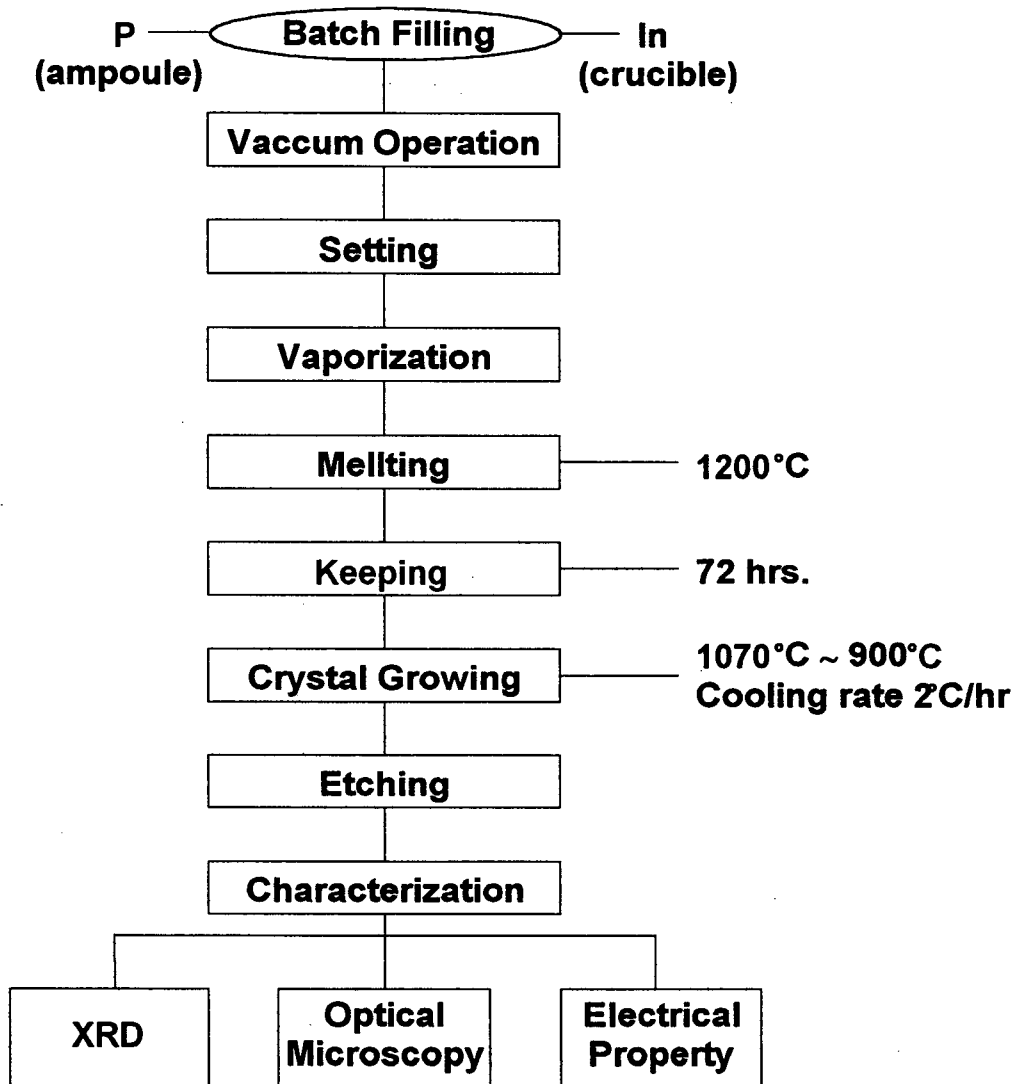 P
(ampoule)
Batch Filling
In
(crucible)
Vaccum Operation
Setting
Vaporization
Mellting
1200°C
Keeping
72 hrs.
Crystal Growing
1070°C ~ 900°C
Cooling rate 2°C/hr
Etching
Characterization
XRD
Optical
Microscopy
Electrical
Property